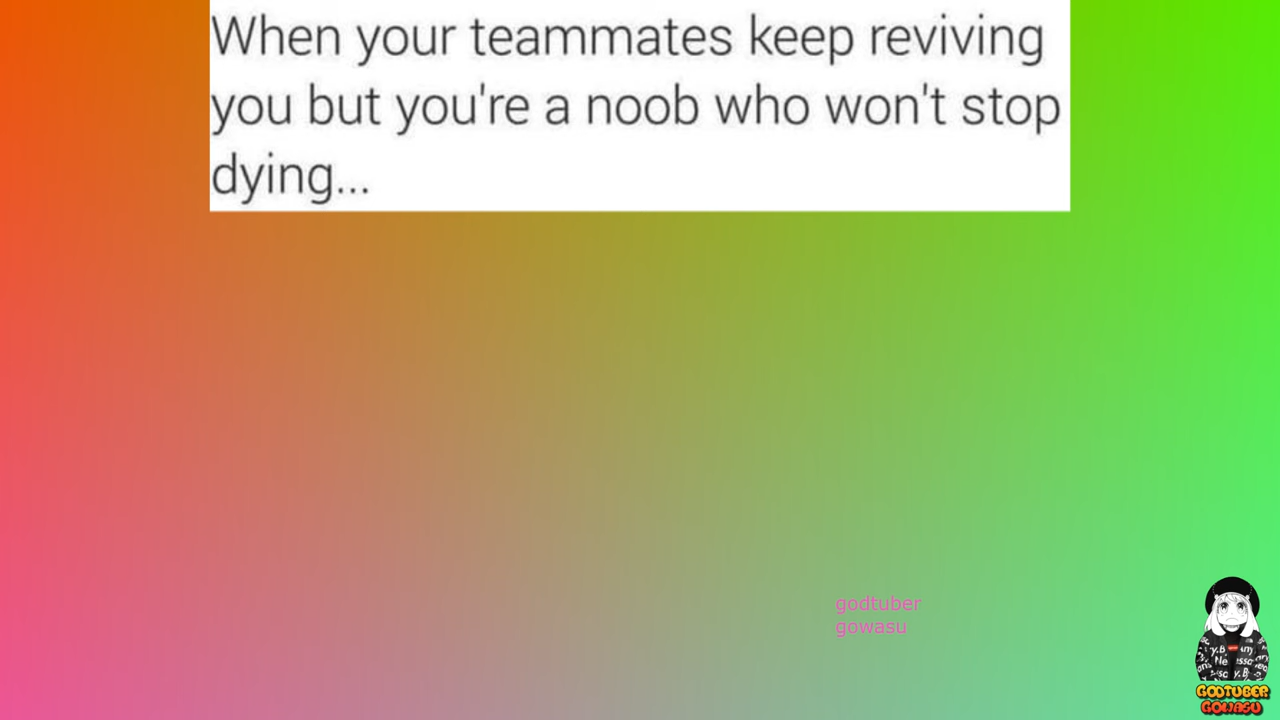 When your teammates keep reviving
you but you're a noob who won't stop
dying...
godtuber
gowasu
GODTUBER
GOWASU